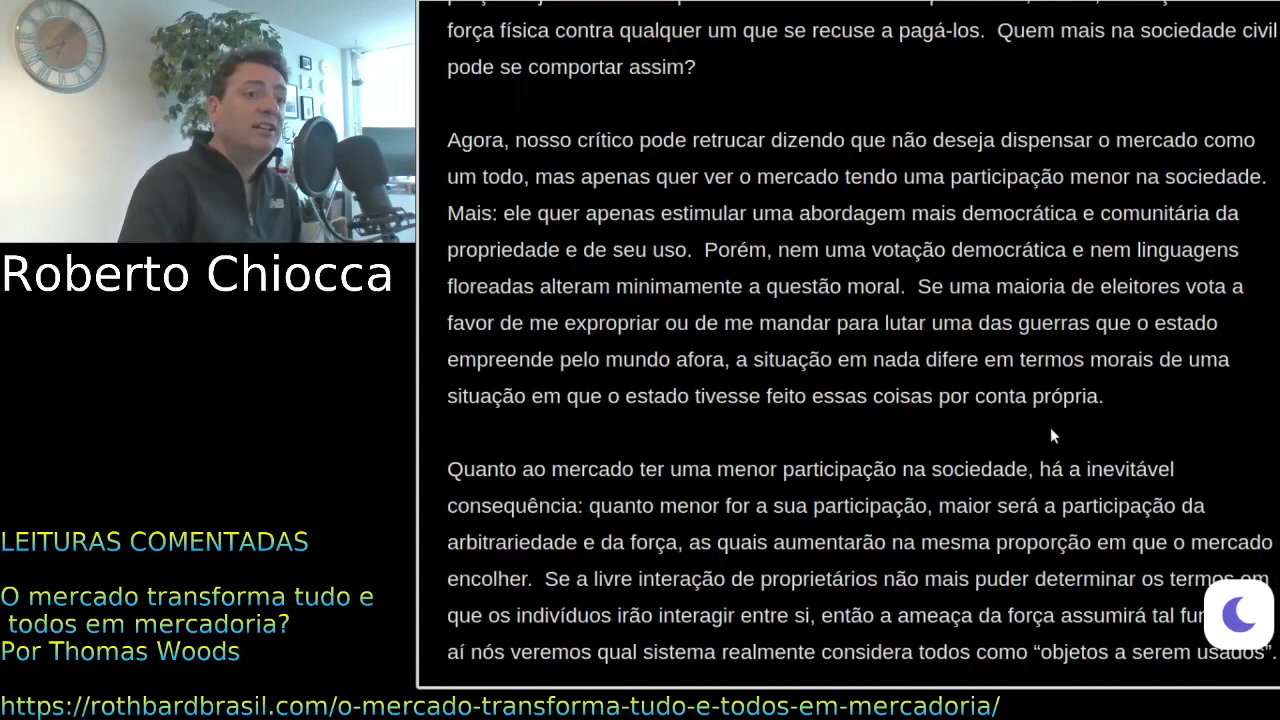 força física contra qualquer um que se recuse a pagá-los.  Quem mais na sociedade civil
pode se comportar assim?
Agora, nosso crítico pode retrucar dizendo que não deseja dispensar o mercado como
um todo, mas apenas quer ver o mercado tendo uma participação menor na sociedade.
Mais: ele quer apenas estimular uma abordagem mais democrática e comunitária da
propriedade e de seu uso.  Porém, nem uma votação democrática e nem linguagens
floreadas alteram minimamente a questão moral.  Se uma maioria de eleitores vota a
favor de me expropriar ou de me mandar para lutar uma das guerras que o estado
empreende pelo mundo afora, a situação em nada difere em termos morais de uma
situação em que o estado tivesse feito essas coisas por conta própria.
Quanto ao mercado ter uma menor participação na sociedade, há a inevitável
consequência: quanto menor for a sua participação, maior será a participação da
arbitrariedade e da força, as quais aumentarão na mesma proporção em que o mercado
encolher.  Se a livre interação de proprietários não mais puder determinar os termos em
que os indivíduos irão interagir entre si, então a ameaça da força assumirá tal
aí nós veremos qual sistema realmente considera todos como “objetos a serem usados”.
Roberto Chiocca
LEITURAS COMENTADAS
O mercado transforma tudo e
todos em mercadoria?
Por Thomas Woods
https://rothbardbrasil.com/o-mercado-transforma-tudo-e-todos-em-mercadoria/